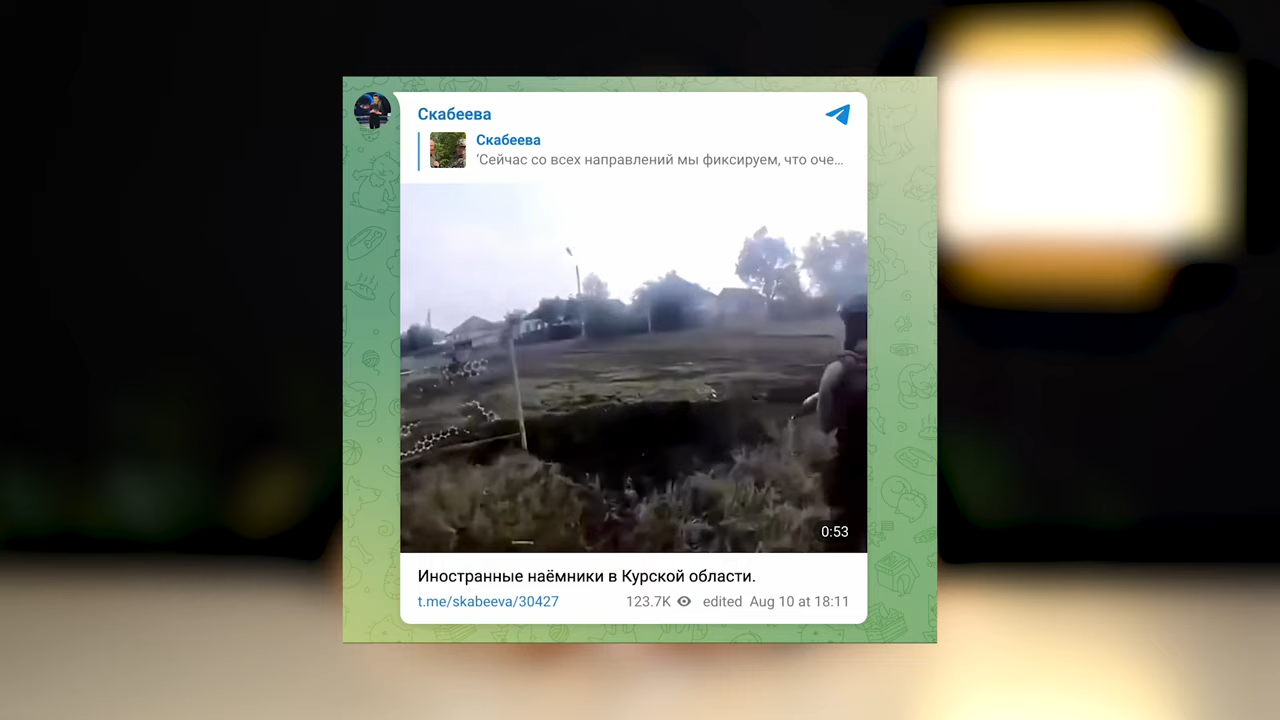 Скабеева
Скабеева
'Сейчас со всех направлений мы фиксируем, что оче...
0:53
Иностранные наёмники в Курской области.
t.me/skabeeva/30427 123.7K edited Aug 10 at 18:11